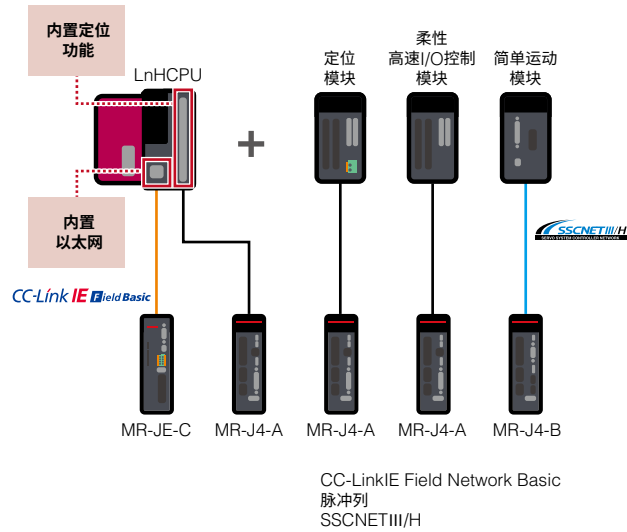 内置定位
功能
LnHCPU
定位
模块
柔性
高速I/O控制
模块
简单运动
模块
+
内置
以太网
SSCNETIII/H
SERVO SYSTEM CONTROLLER NETWORK
CC-Link IE Field Basic
MR-JE-C
MR-J4-A
MR-J4-A
MR-J4-A
MR-J4-B
CC-LinkIE Field Network Basic
脉冲列
SSCNETIII/H